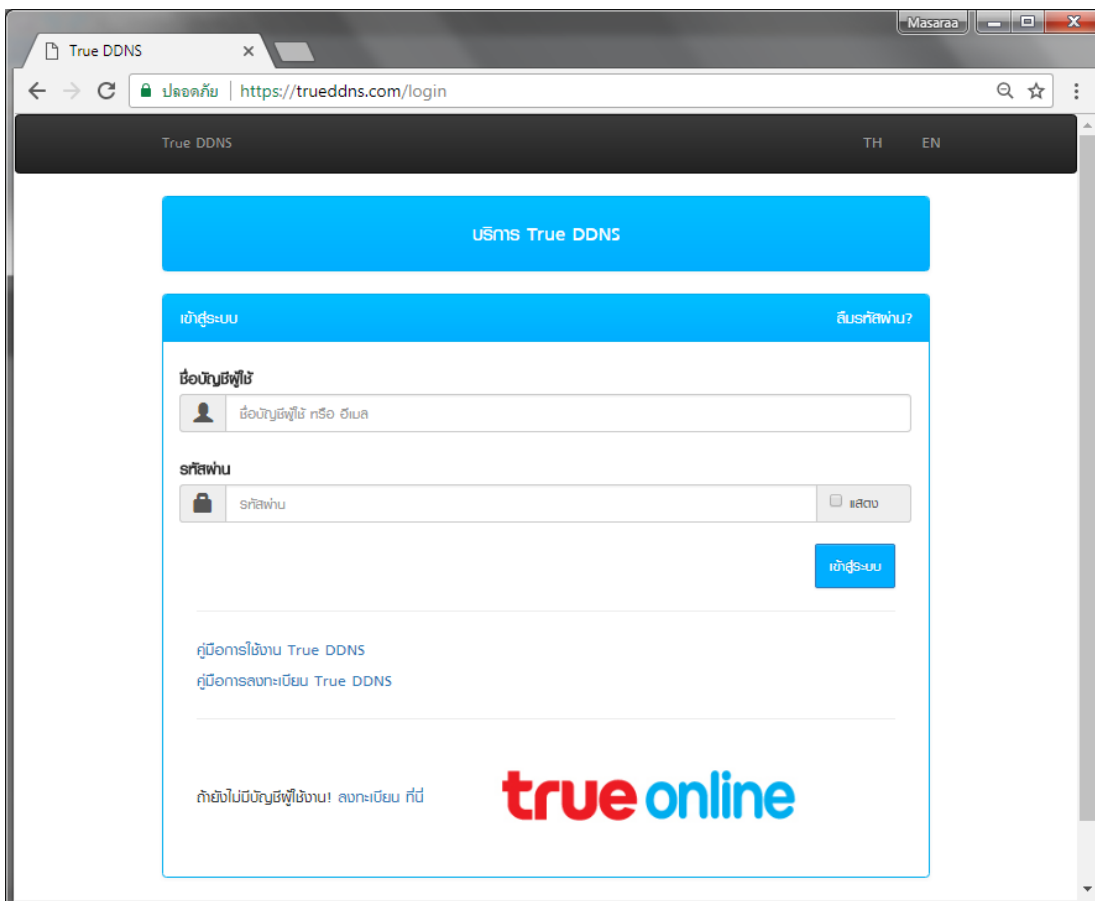 Masaraa
True DDNS
ปลอดภัย | https://trueddns.com/login
True DDNS TH EN
บริการ True DDNS
เข้าสู่ระบบ ลืมรหัสผ่าน?
ชื่อบัญชีผู้ใช้
ชื่อบัญชีผู้ใช้ หรือ อีเมล
รหัสผ่าน
รหัสผ่าน แสดง
เข้าสู่ระบบ
คู่มือการใช้งาน True DDNS
คู่มือการลงทะเบียน True DDNS
ถ้ายังไม่มีบัญชีผู้ใช้งาน! ลงทะเบียน ที่นี่
true online